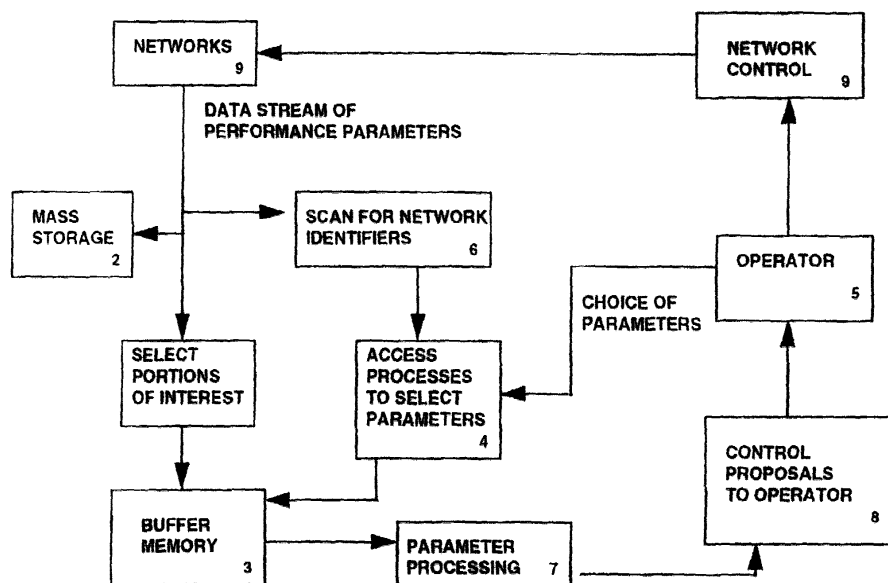 NETWORKS
9
NETWORK
CONTROL
9
DATA STREAM OF
PERFORMANCE PARAMETERS
MASS
STORAGE
2
SCAN FOR NETWORK
IDENTIFIERS
6
OPERATOR
5
CHOICE OF
PARAMETERS
SELECT
PORTIONS
OF INTEREST
ACCESS
PROCESSES
TO SELECT
PARAMETERS
4
CONTROL
PROPOSALS
TO OPERATOR
8
BUFFER
MEMORY
3
PARAMETER
PROCESSING
7